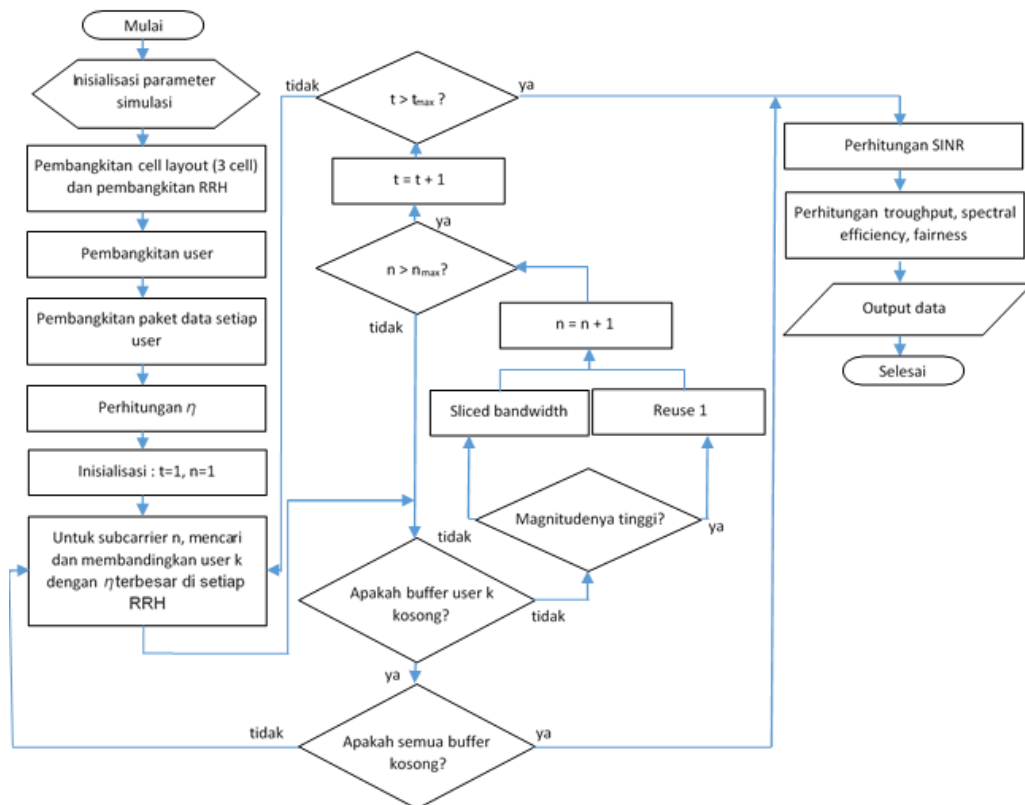 Mulai
Inisialisasi parameter
simulasi
Pembangkitan cell layout (3 cell)
dan pembangkitan RRH
Pembangkitan user
Pembangkitan paket data setiap
user
Perhitungan η
Inisialisasi : t=1, n=1
Untuk subcarrier n, mencari
dan membandingkan user k
dengan η terbesar di setiap
RRH
tidak
t > tmax ?
ya
t = t + 1
ya
n > nmax?
tidak
n = n + 1
Sliced bandwidth
Reuse 1
Magnitudenya tinggi?
tidak
ya
Apakah buffer user k
kosong?
tidak
ya
Apakah semua buffer
kosong?
tidak
ya
Perhitungan SINR
Perhitungan troughput, spectral
efficiency, fairness
Output data
Selesai